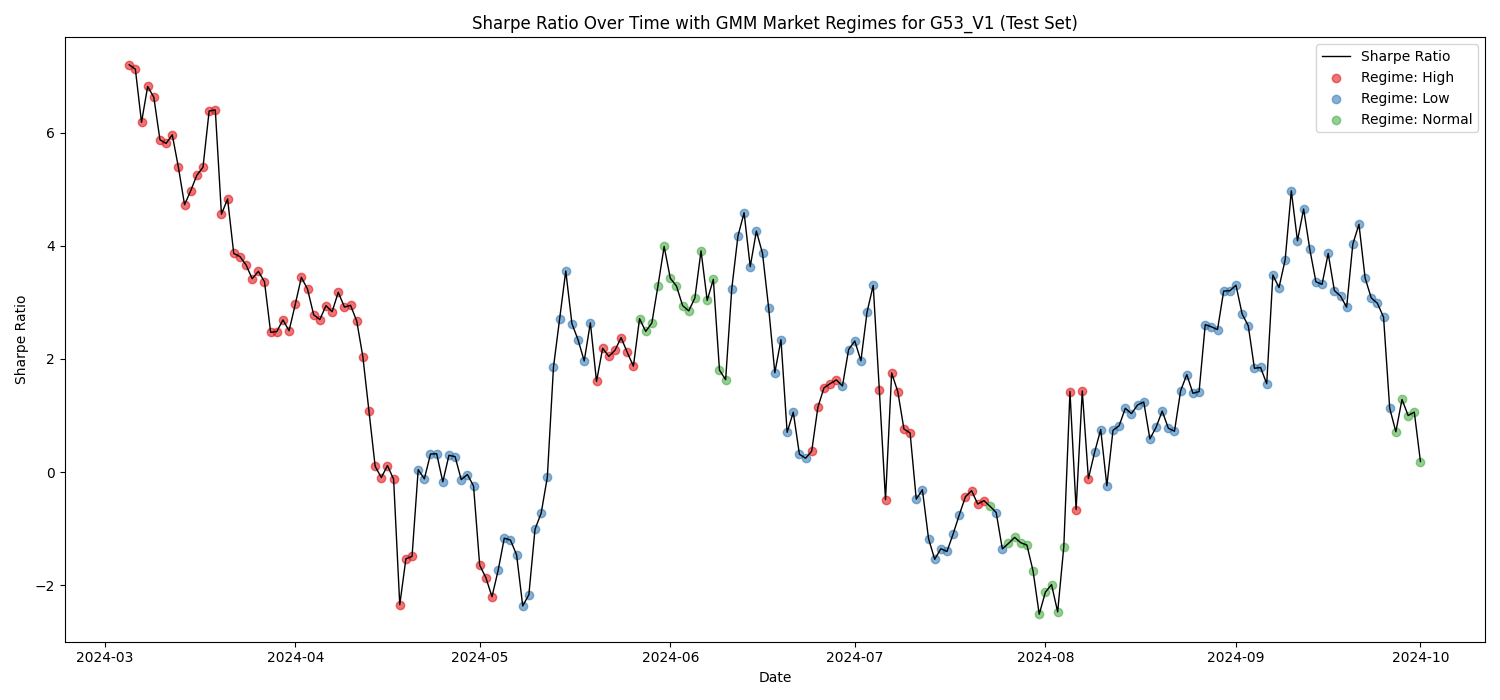 Sharpe Ratio Over Time with GMM Market Regimes for G53_V1 (Test Set)
Sharpe Ratio
Regime: High
Regime: Low
Regime: Normal
Sharpe Ratio
6
4
2
0
−2
2024-03
2024-04
2024-05
2024-06
2024-07
2024-08
2024-09
2024-10
Date